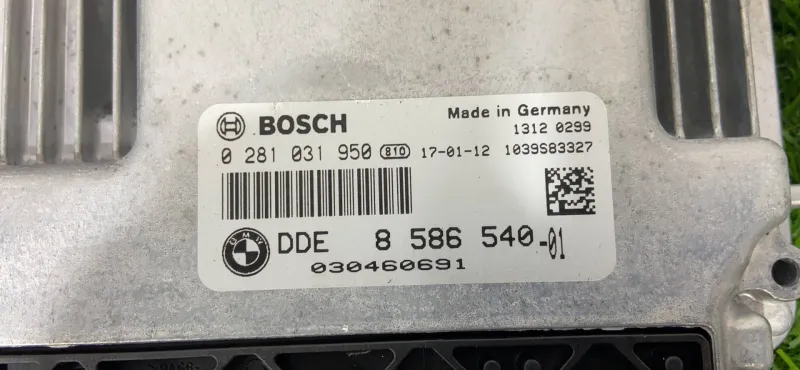 BOSCH
Made in Germany
1312 0299
0 281 031 950 810 17-01-12 1039S83327
BMW
DDE 8 586 540-01
030460691